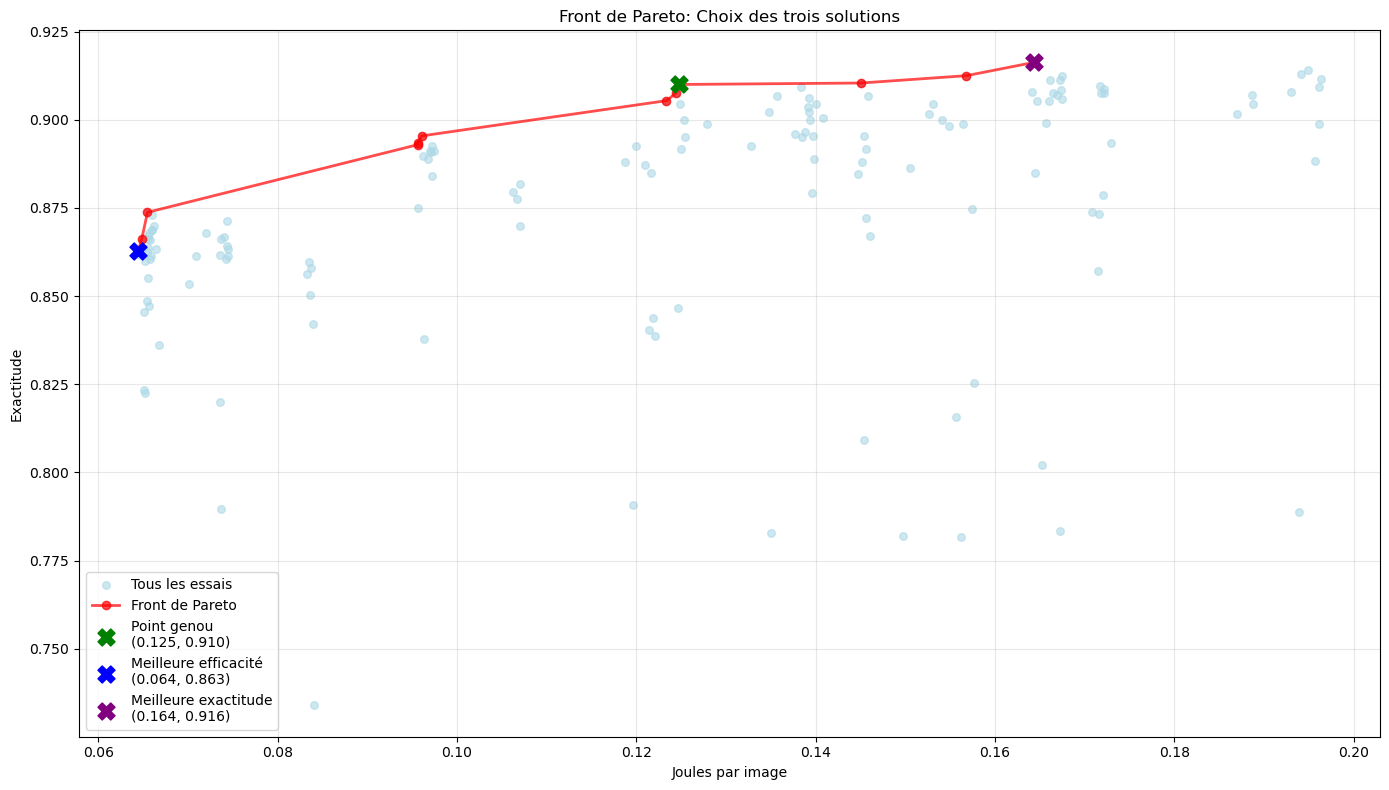 Front de Pareto: Choix des trois solutions
0.925
0.900
0.875
0.850
0.825
0.800
0.775
0.750
Exactitude
Tous les essais
Front de Pareto
Point genou
(0.125, 0.910)
Meilleure efficacité
(0.064, 0.863)
Meilleure exactitude
(0.164, 0.916)
0.06 0.08 0.10 0.12 0.14 0.16 0.18 0.20
Joules par image